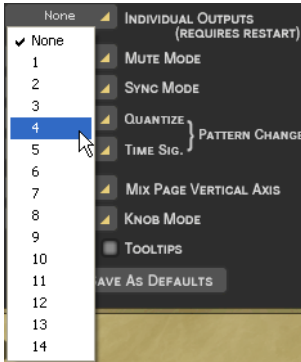 None
INDIVIDUAL OUTPUTS
(REQUIRES RESTART)
None
1
2
3
4
5
6
7
8
9
10
11
12
13
14
MUTE MODE
SYNC MODE
QUANTIZE
TIME SIG.
PATTERN CHANGE
MIX PAGE VERTICAL AXIS
KNOB MODE
TOOLTIPS
AVE AS DEFAULTS